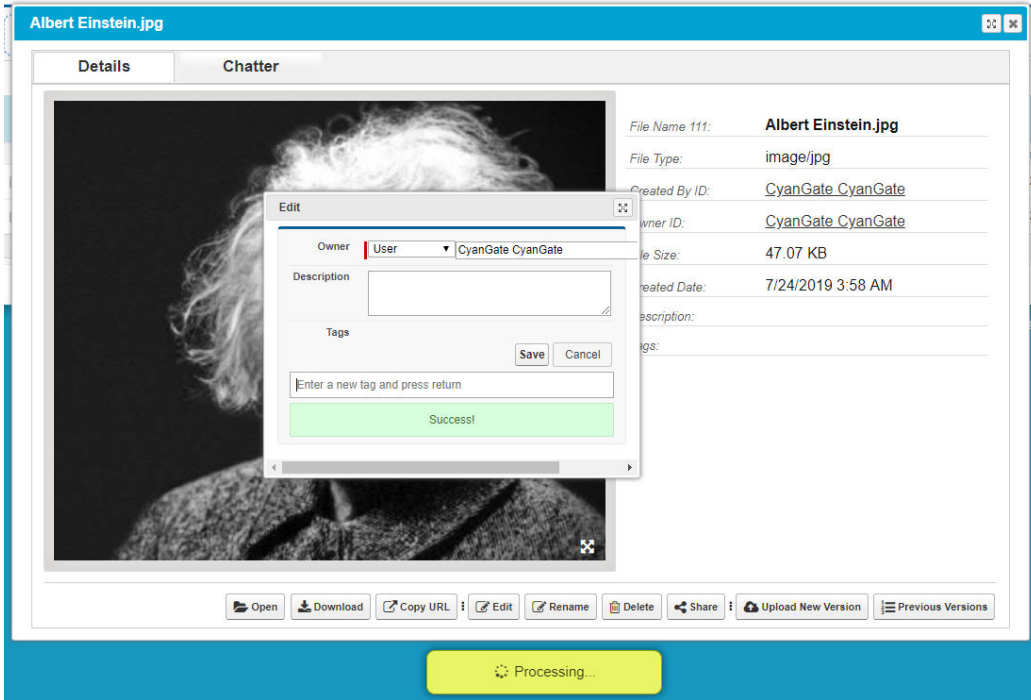 Albert Einstein.jpg
Details Chatter
File Name 111: Albert Einstein.jpg
File Type: image/jpg
Created By ID: CyanGate CyanGate
wner ID: CyanGate CyanGate
le Size: 47.07 KB
reated Date: 7/24/2019 3:58 AM
escription:
ags:
Edit
Owner User CyanGate CyanGate
Description
Tags
Save Cancel
Enter a new tag and press return
Success!
Open Download Copy URL Edit Rename Delete Share Upload New Version Previous Versions
Processing...